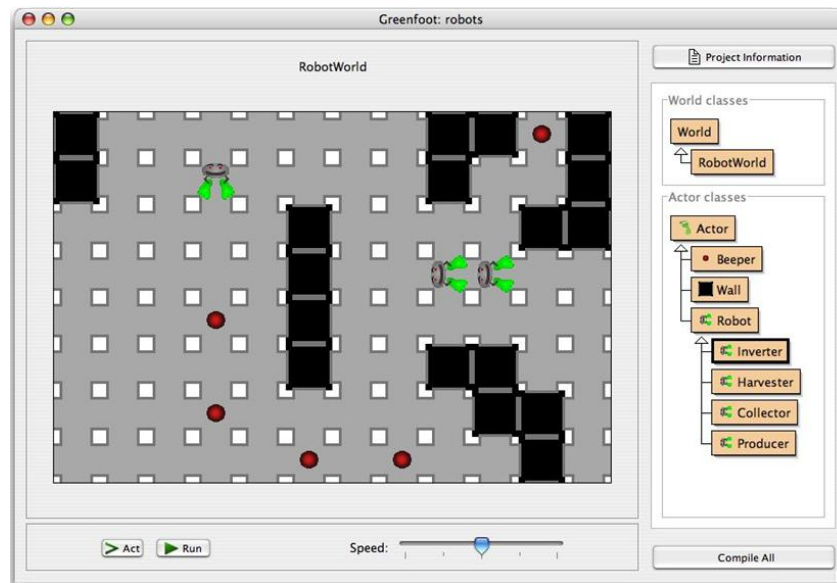 Greenfoot: robots
RobotWorld
Project Information
World classes
World
RobotWorld
Actor classes
Actor
Beeper
Wall
Robot
Inverter
Harvester
Collector
Producer
Act
Run
Speed:
Compile All